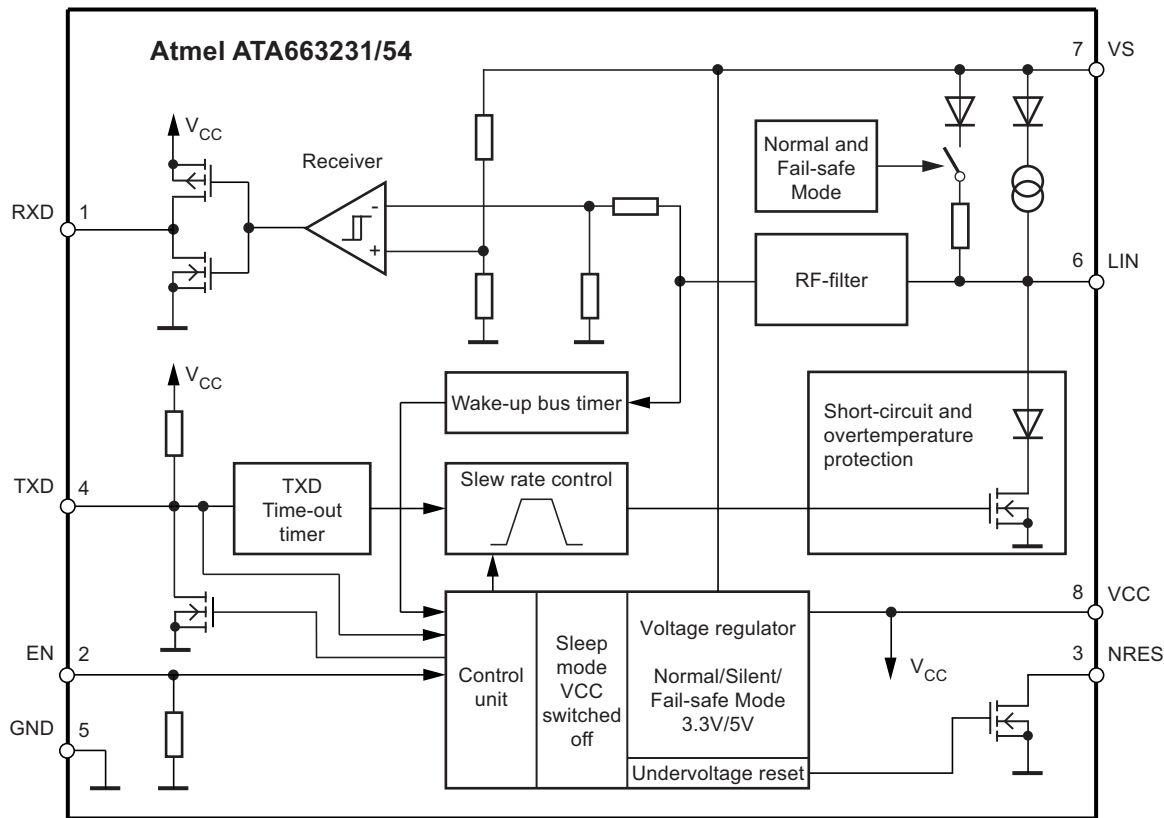 Atmel ATA663231/54
7
VS
VCC
Receiver
Normal and
Fail-safe
Mode
RXD
1
-
+
RF-filter
6
LIN
VCC
Wake-up bus timer
Short-circuit and
overtemperature
protection
TXD
4
TXD
Time-out
timer
Slew rate control
8
VCC
EN
2
Control
unit
Sleep
mode
VCC
switched
off
Voltage regulator
Normal/Silent/
Fail-safe Mode
3.3V/5V
VCC
3
NRES
GND
5
Undervoltage reset